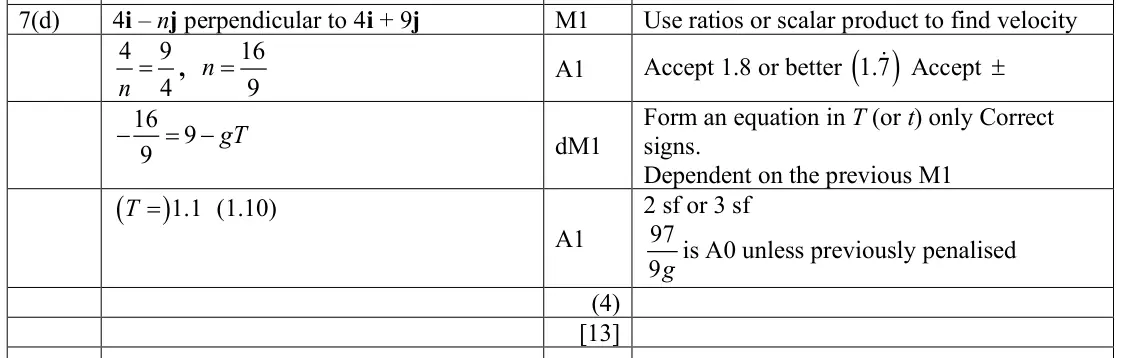 7(d) 4i – nj perpendicular to 4i + 9j M1 Use ratios or scalar product to find velocity
4/n = 9/4 , n = 16/9 A1 Accept 1.8 or better (1.7̇) Accept ±
−16/9 = 9 − gT dM1 Form an equation in T (or t) only Correct
signs.
Dependent on the previous M1
(T =)1.1 (1.10) A1 2 sf or 3 sf
97/9g is A0 unless previously penalised
(4)
[13]